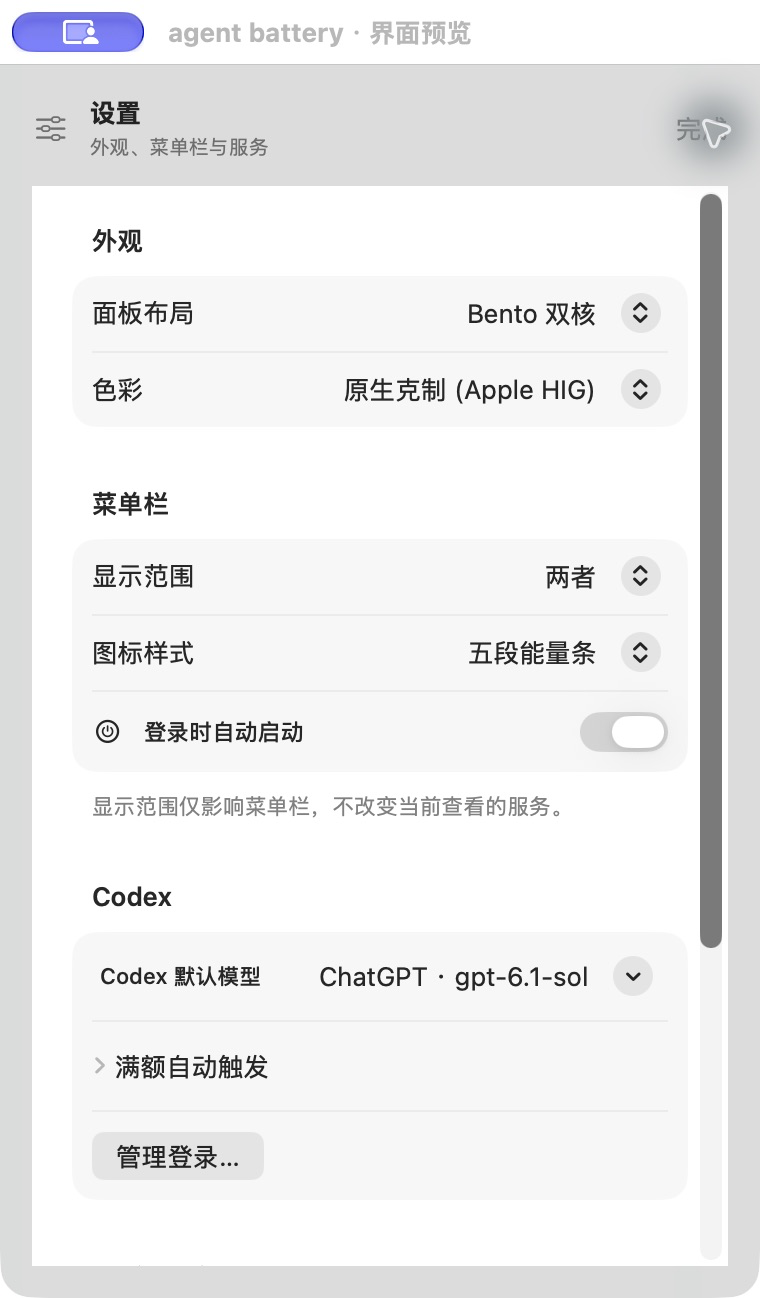 agent battery · 界面预览
设置
外观、菜单栏与服务
完成
外观
面板布局 Bento 双核
色彩 原生克制 (Apple HIG)
菜单栏
显示范围 两者
图标样式 五段能量条
登录时自动启动
显示范围仅影响菜单栏，不改变当前查看的服务。
Codex
Codex 默认模型 ChatGPT · gpt-6.1-sol
满额自动触发
管理登录...